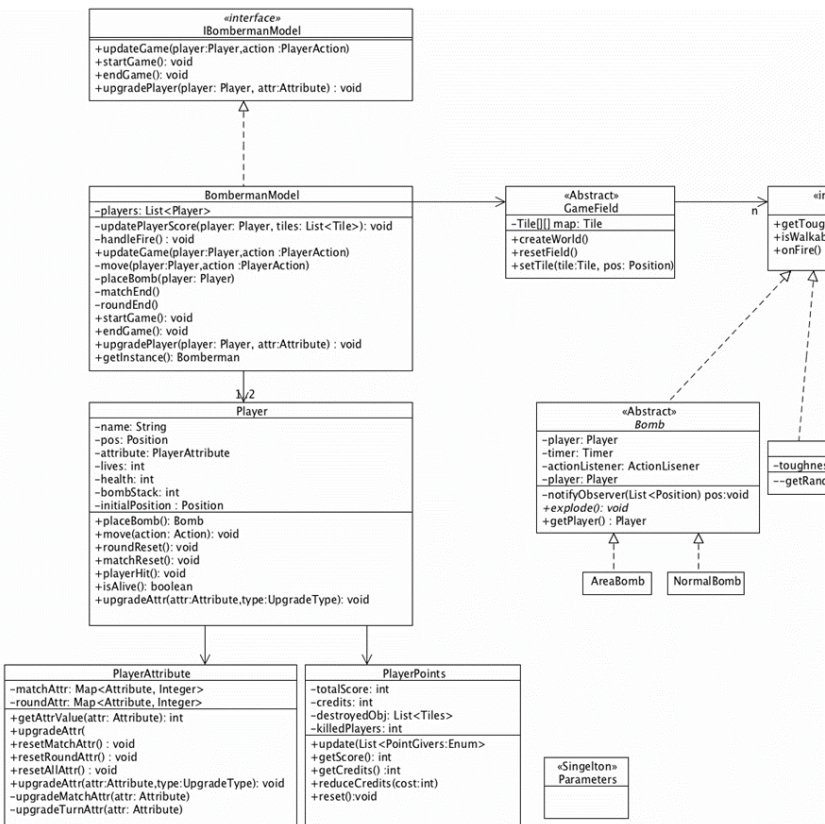 «interface»
IBombermanModel
+updateGame(player:Player,action :PlayerAction)
+startGame(): void
+endGame(): void
+upgradePlayer(player: Player, attr:Attribute) : void
BombermanModel
-players: List<Player>
-updatePlayerScore(player: Player, tiles: List<Tile>): void
-handleFire() : void
+updateGame(player:Player,action :PlayerAction)
-move(player:Player,action :PlayerAction)
-placeBomb(player: Player)
-matchEnd()
-roundEnd()
+startGame(): void
+endGame(): void
+upgradePlayer(player: Player, attr:Attribute) : void
+getInstance(): Bomberman
«Abstract»
GameField
-Tile[][] map: Tile
+createWorld()
+resetField()
+setTile(tile:Tile, pos: Position)
n
«in
+getToug
+isWalkab
+onFire()
Player
-name: String
-pos: Position
-attribute: PlayerAttribute
-lives: int
-health: int
-bombStack: int
-initialPosition : Position
+placeBomb(): Bomb
+move(action: Action): void
+roundReset(): void
+matchReset(): void
+playerHit(): void
+isAlive(): boolean
+upgradeAttr(attr:Attribute,type:UpgradeType): void
«Abstract»
Bomb
-player: Player
-timer: Timer
-actionListener: ActionLisener
-player: Player
-notifyObserver(List<Position) pos:void
+explode(): void
+getPlayer() : Player
-toughnes
--getRand
AreaBomb
NormalBomb
PlayerAttribute
-matchAttr: Map<Attribute, Integer>
-roundAttr: Map<Attribute, Integer>
+getAttrValue(attr: Attribute): int
+upgradeAttr(
+resetMatchAttr() : void
+resetRoundAttr() : void
+resetAllAttr() : void
+upgradeAttr(attr:Attribute,type:UpgradeType): void
-upgradeMatchAttr(attr: Attribute)
-upgradeTurnAttr(attr: Attribute)
PlayerPoints
-totalScore: int
-credits: int
-destroyedObj: List<Tiles>
-killedPlayers: int
+update(List<PointGivers:Enum>
+getScore(): int
+getCredits() :int
+reduceCredits(cost:int)
+reset():void
«Singelton»
Parameters